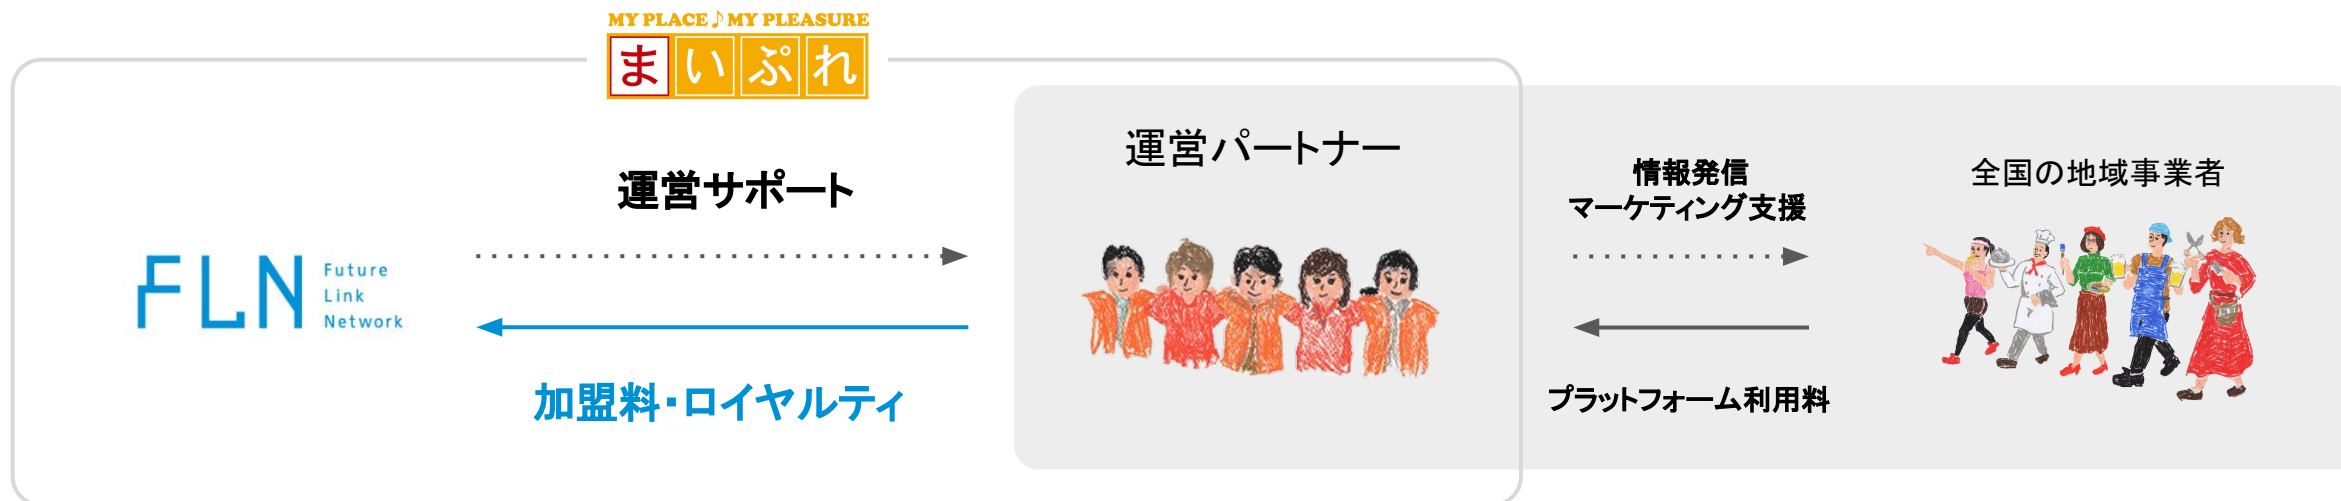 MY PLACE♪MY PLEASURE
まいぷれ
運営サポート
FLN
Future
Link
Network
加盟料・ロイヤルティ
運営パートナー
情報発信
マーケティング支援
プラットフォーム利用料
全国の地域事業者